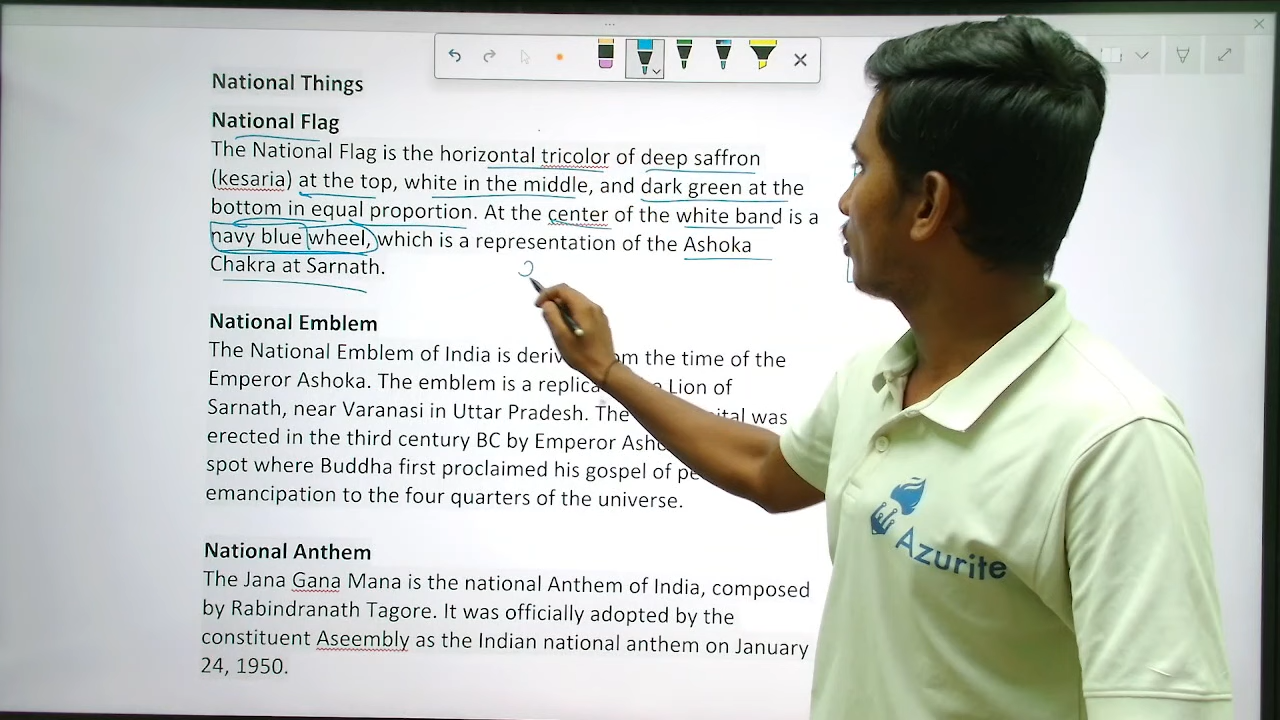 National Things
National Flag
The National Flag is the horizontal tricolor of deep saffron
(kesaria) at the top, white in the middle, and dark green at the
bottom in equal proportion. At the center of the white band is a
navy blue wheel, which is a representation of the Ashoka
Chakra at Sarnath.
National Emblem
The National Emblem of India is the time of the
Emperor Ashoka. The emblem is a Lion of
Sarnath, near Varanasi in Uttar Pradesh. The was
erected in the third century BC by Emperor
spot where Buddha first proclaimed his gospel of
emancipation to the four quarters of the universe.
National Anthem
The Jana Gana Mana is the national Anthem of India, composed
by Rabindranath Tagore. It was officially adopted by the
constituent Aseembly as the Indian national anthem on January
24, 1950.
Azurite